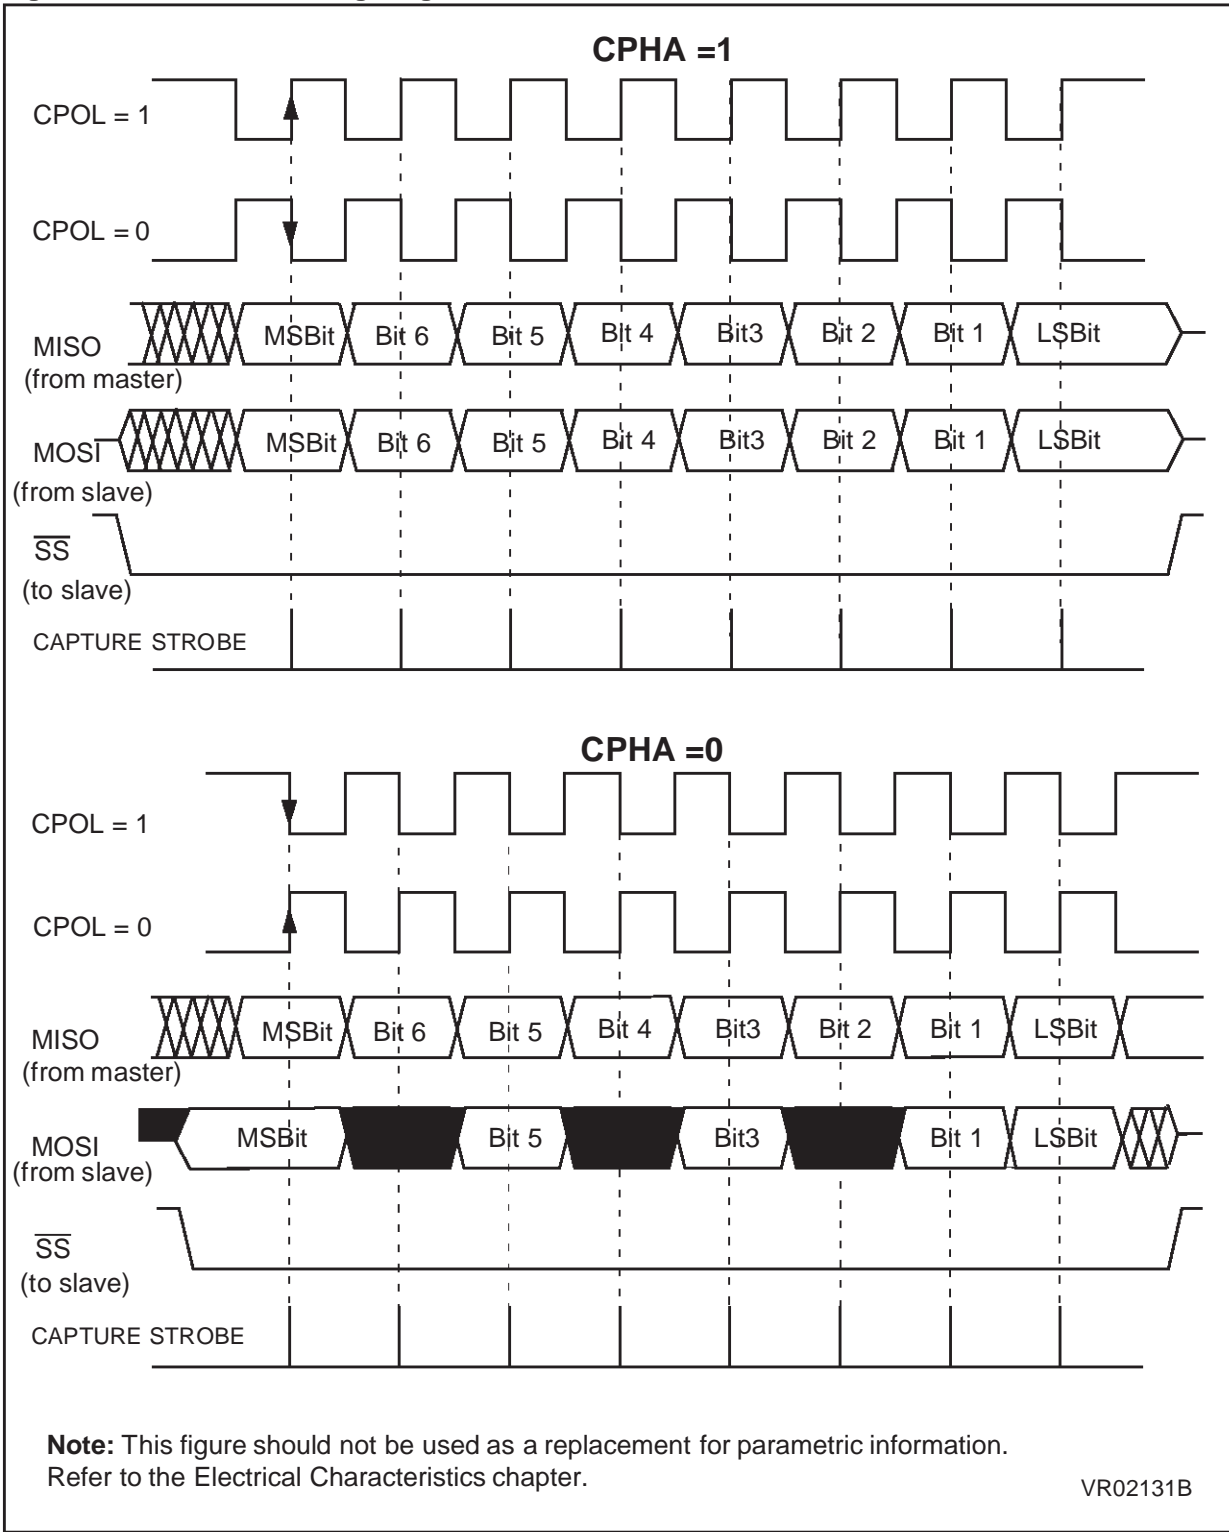 CPHA =1
CPOL = 1
CPOL = 0
MISO
(from master)
MSBit Bit 6 Bit 5 BIt 4 Bit3 Bit 2 Bit 1 LSBit
MOSI
(from slave)
MSBit Bit 6 Bit 5 Bit 4 Bit3 Bit 2 Bit 1 LSBit
SS
(to slave)
CAPTURE STROBE
CPHA =0
CPOL = 1
CPOL = 0
MISO
(from master)
MSBit Bit 6 Bit 5 Bit 4 Bit3 Bit 2 Bit 1 LSBit
MOSI
(from slave)
MSBit Bit 5 Bit3 Bit 1 LSBit
SS
(to slave)
CAPTURE STROBE
Note: This figure should not be used as a replacement for parametric information.
Refer to the Electrical Characteristics chapter.
VR02131B